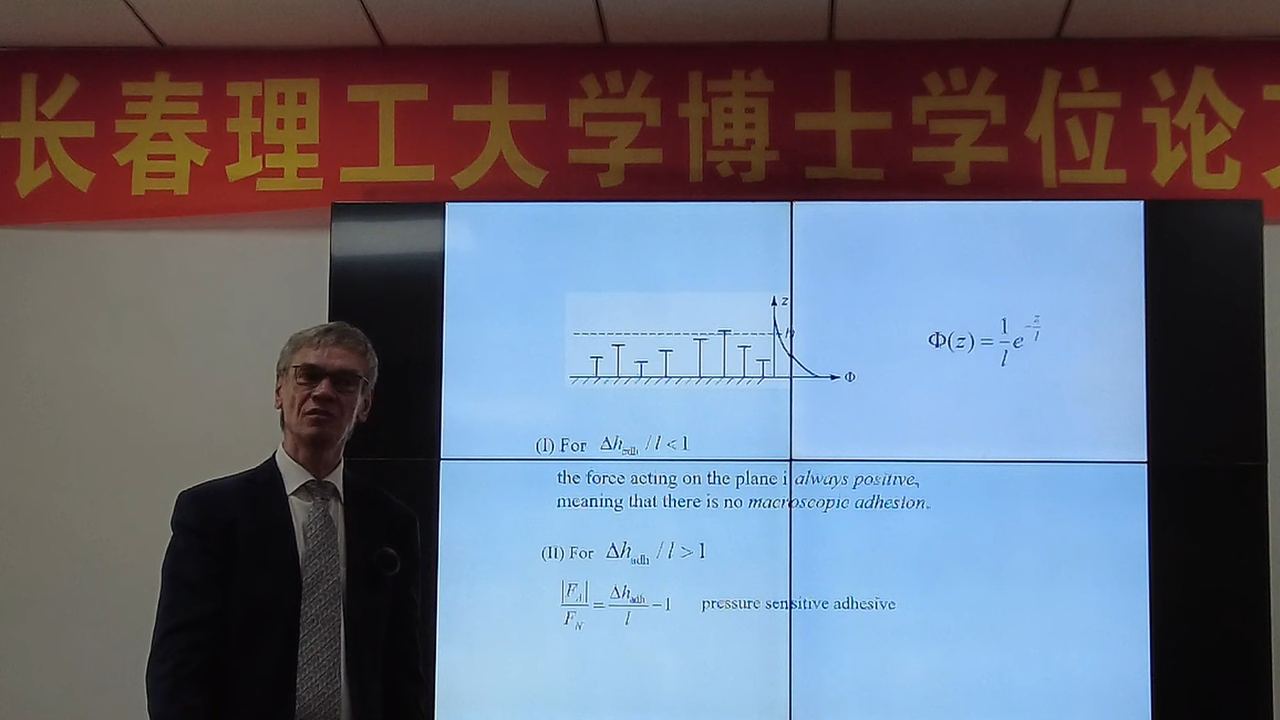 长春理工大学博士学位论
z
h
Φ
Φ(z) = 1/l e^(-z/l)
(I) For Δh_adh / l < 1
the force acting on the plane i always positive,
meaning that there is no macroscopic adhesion.
(II) For Δh_adh / l > 1
|F_A|/F_N = Δh_adh/l − 1 pressure sensitive adhesive